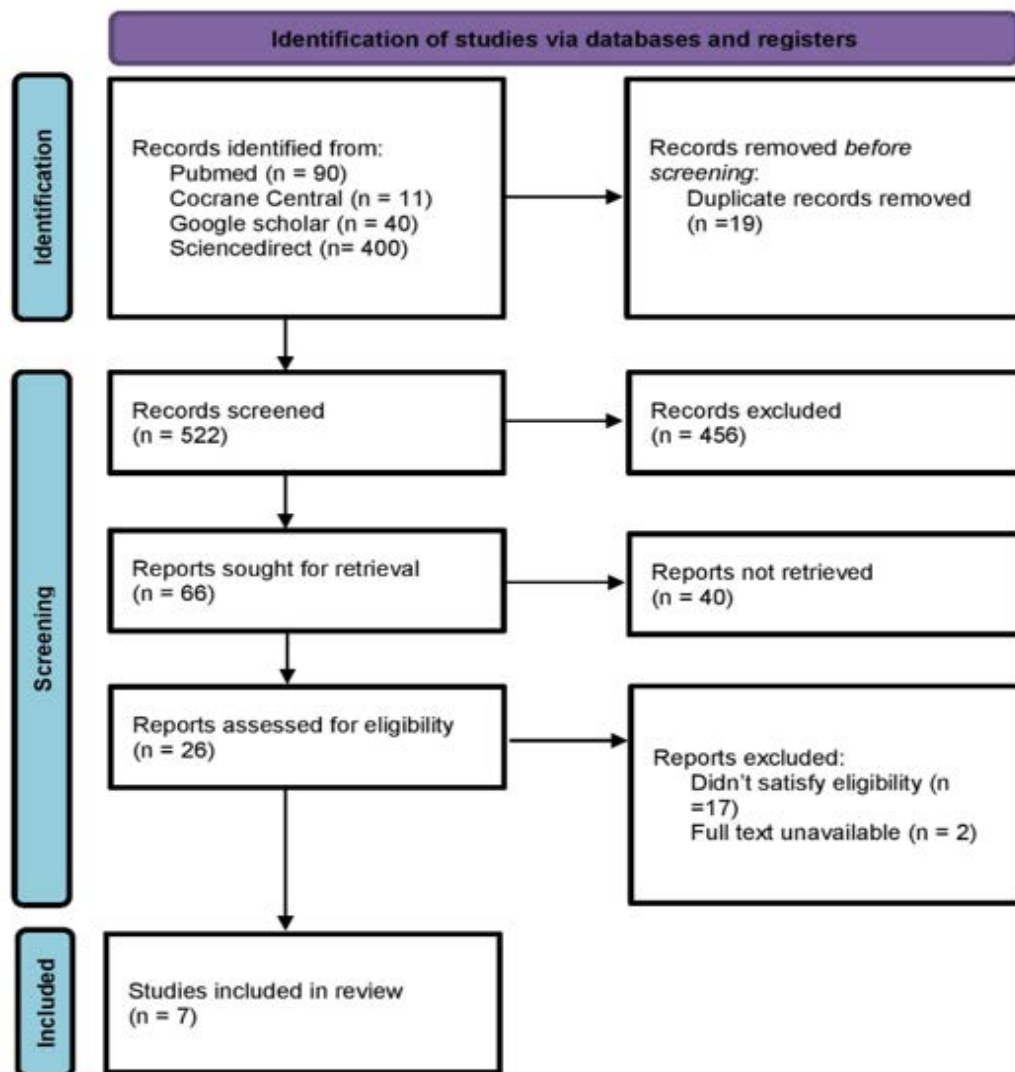 Identification of studies via databases and registers
Identification
Records identified from:
Pubmed (n = 90)
Cocrane Central (n = 11)
Google scholar (n = 40)
Sciencedirect (n= 400)
Records removed before
screening:
Duplicate records removed
(n =19)
Screening
Records screened
(n = 522)
Records excluded
(n = 456)
Reports sought for retrieval
(n = 66)
Reports not retrieved
(n = 40)
Reports assessed for eligibility
(n = 26)
Reports excluded:
Didn't satisfy eligibility (n
=17)
Full text unavailable (n = 2)
Included
Studies included in review
(n = 7)